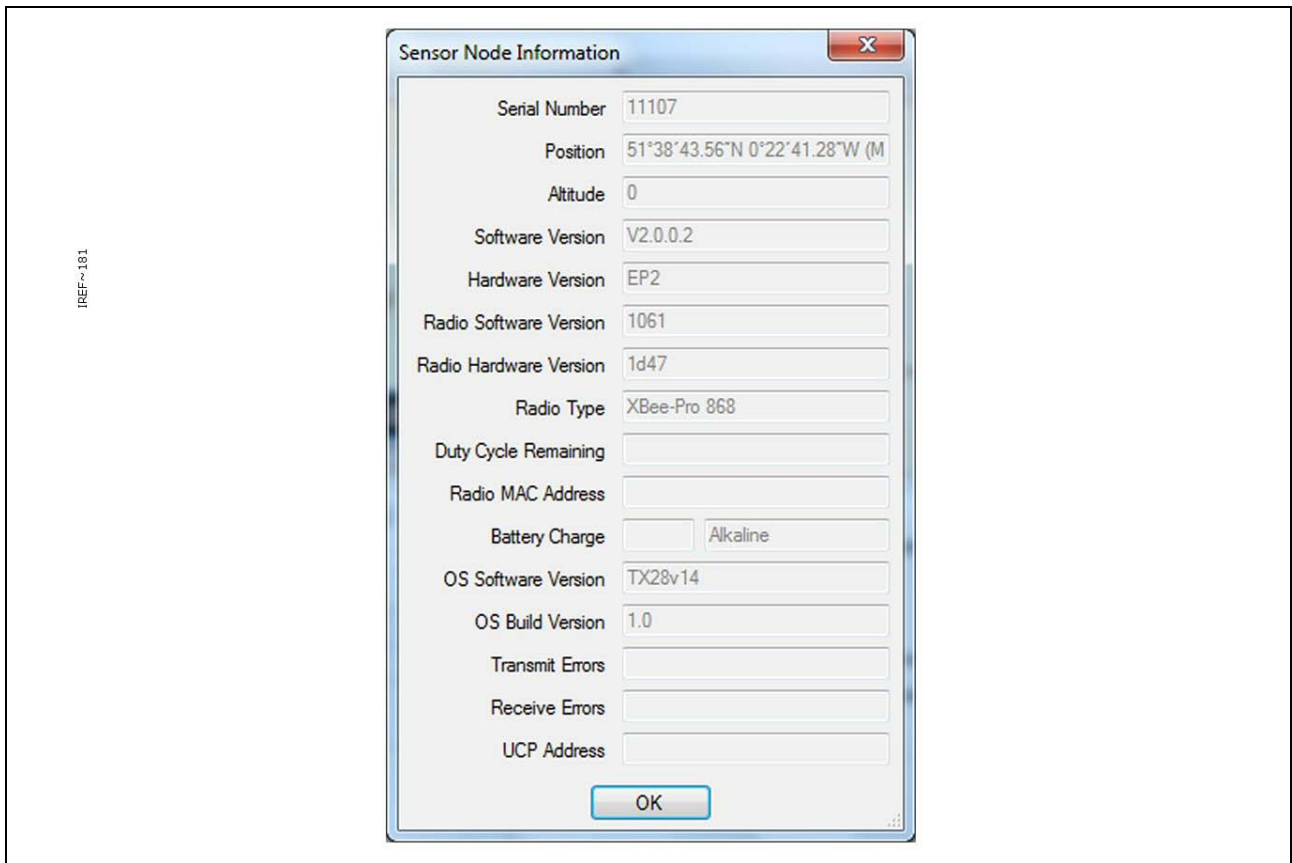 Sensor Node Information
Serial Number 11107
Position 51°38´43.56˝N 0°22´41.28˝W (M
Altitude 0
Software Version V2.0.0.2
Hardware Version EP2
Radio Software Version 1061
Radio Hardware Version 1d47
Radio Type XBee-Pro 868
Duty Cycle Remaining
Radio MAC Address
Battery Charge Alkaline
OS Software Version TX28v14
OS Build Version 1.0
Transmit Errors
Receive Errors
UCP Address
OK
IREF~181